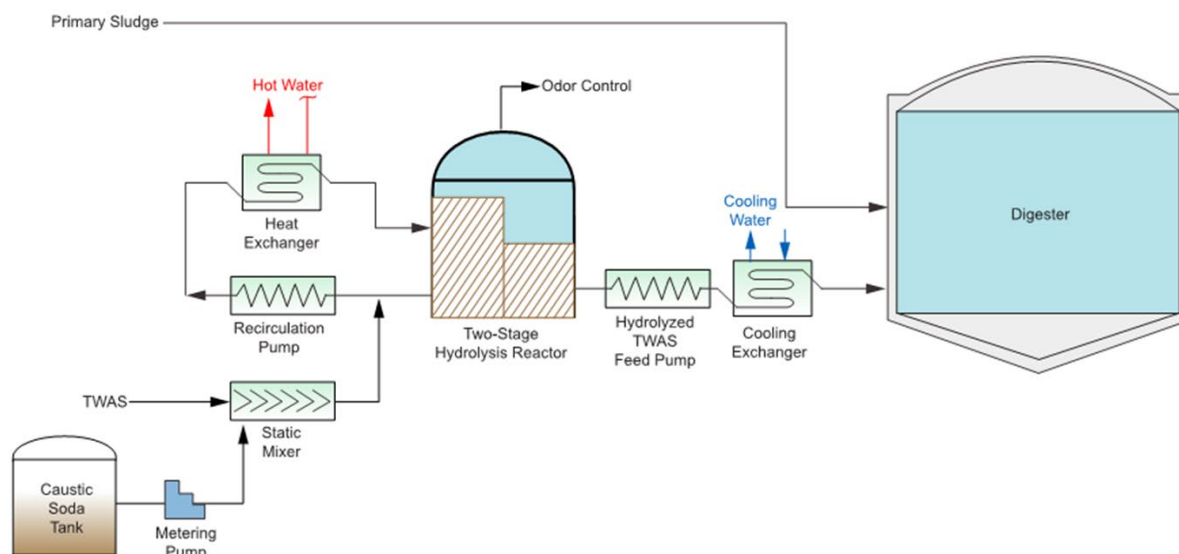 Primary Sludge
Hot Water
Odor Control
Heat
Exchanger
Cooling
Water
Digester
Recirculation
Pump
Two-Stage
Hydrolysis Reactor
Hydrolyzed
TWAS
Feed Pump
Cooling
Exchanger
TWAS
Static
Mixer
Caustic
Soda
Tank
Metering
Pump